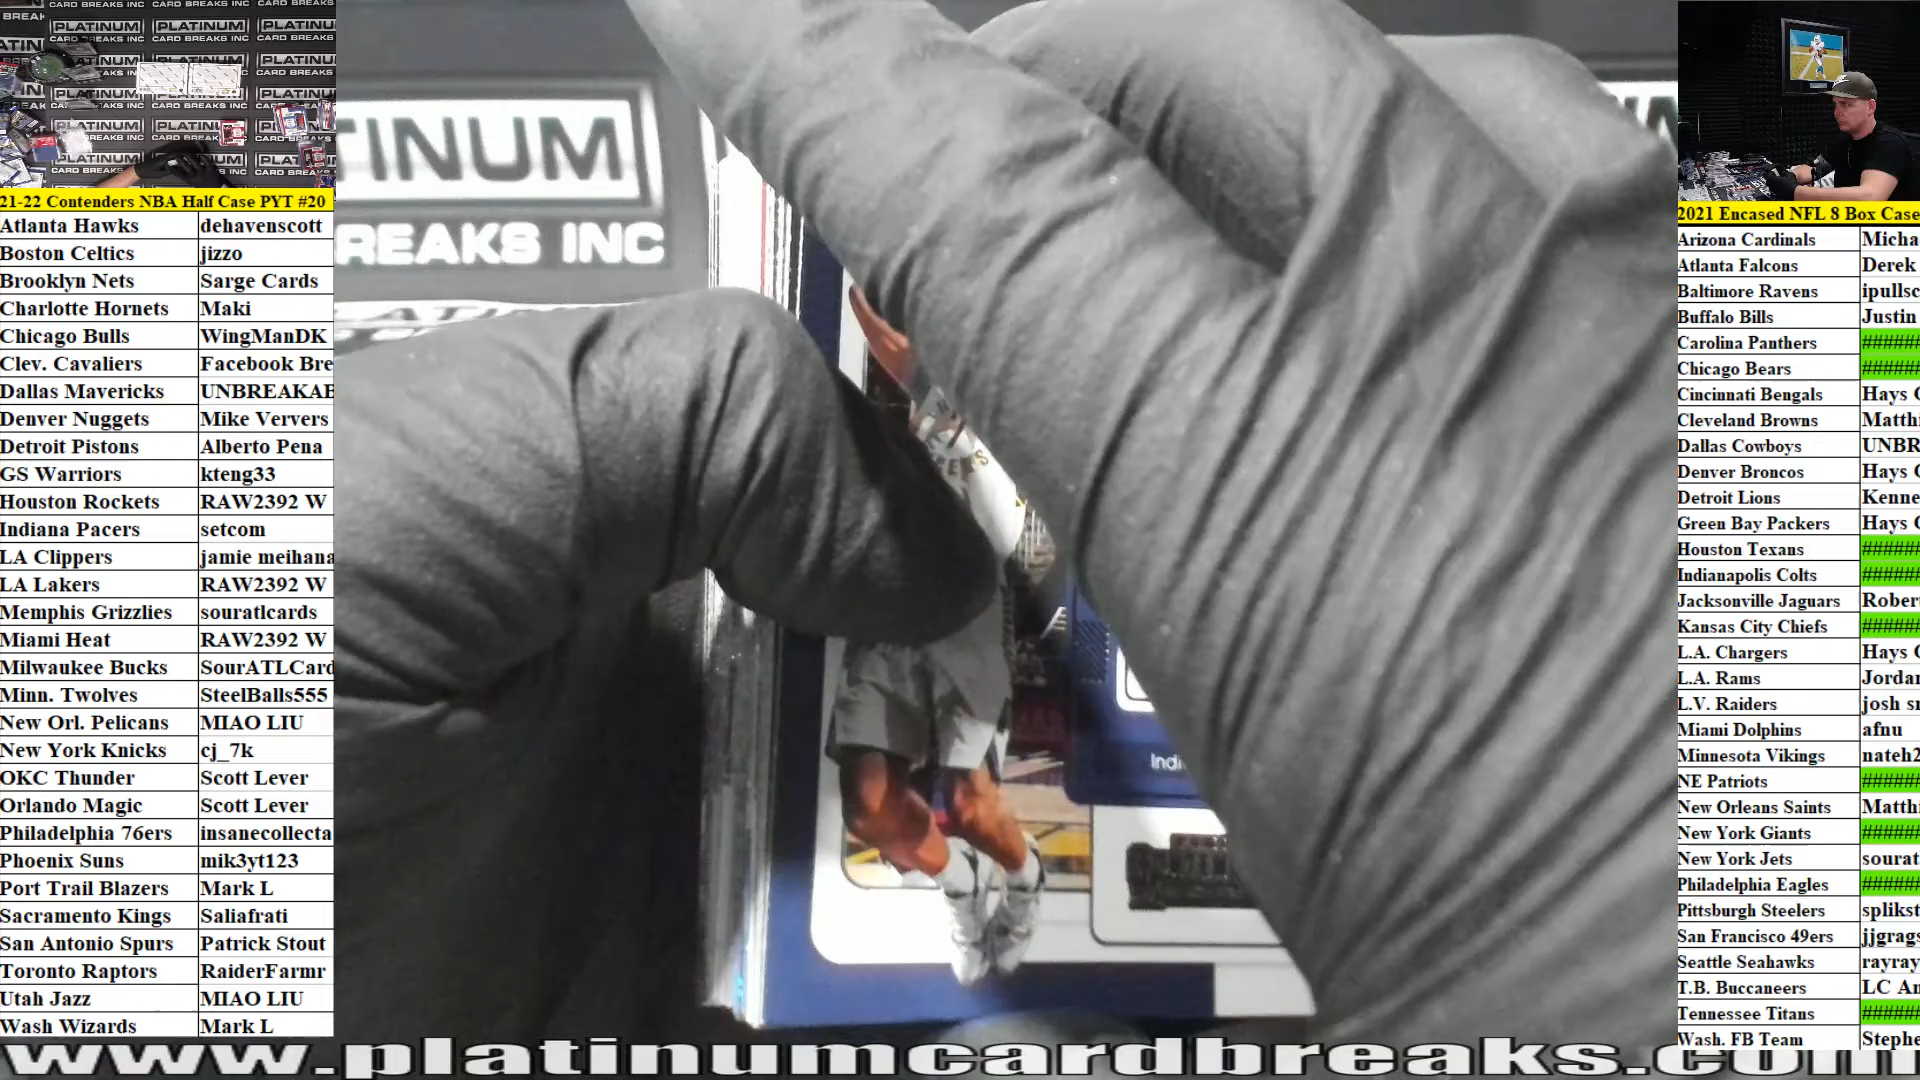 21-22 Contenders NBA Half Case PYT #20
Atlanta Hawks dehavenscott
Boston Celtics jizzo
Brooklyn Nets Sarge Cards
Charlotte Hornets Maki
Chicago Bulls WingManDK
Clev. Cavaliers Facebook Bre
Dallas Mavericks UNBREAKAB
Denver Nuggets Mike Ververs
Detroit Pistons Alberto Pena
GS Warriors kteng33
Houston Rockets RAW2392 W
Indiana Pacers setcom
LA Clippers jamie meihana
LA Lakers RAW2392 W
Memphis Grizzlies souratlcards
Miami Heat RAW2392 W
Milwaukee Bucks SourATLCard
Minn. Twolves SteelBalls555
New Orl. Pelicans MIAO LIU
New York Knicks cj_7k
OKC Thunder Scott Lever
Orlando Magic Scott Lever
Philadelphia 76ers insanecollecta
Phoenix Suns mik3yt123
Port Trail Blazers Mark L
Sacramento Kings Saliafrati
San Antonio Spurs Patrick Stout
Toronto Raptors RaiderFarmr
Utah Jazz MIAO LIU
Wash Wizards Mark L
TINUM
BREAKS INC
Indi
2021 Encased NFL 8 Box Case
Arizona Cardinals Micha
Atlanta Falcons Derek
Baltimore Ravens ipullsc
Buffalo Bills Justin
Carolina Panthers ######
Chicago Bears ######
Cincinnati Bengals Hays C
Cleveland Browns Matthi
Dallas Cowboys UNBR
Denver Broncos Hays C
Detroit Lions Kenne
Green Bay Packers Hays C
Houston Texans ######
Indianapolis Colts ######
Jacksonville Jaguars Rober
Kansas City Chiefs ######
L.A. Chargers Hays C
L.A. Rams Jordan
L.V. Raiders josh sm
Miami Dolphins afnu
Minnesota Vikings nateh2
NE Patriots ######
New Orleans Saints Matthi
New York Giants ######
New York Jets sourat
Philadelphia Eagles ######
Pittsburgh Steelers splikst
San Francisco 49ers jjgrags
Seattle Seahawks rayray
T.B. Buccaneers LC An
Tennessee Titans ######
Wash. FB Team Stephe
www.platinumcardbreaks.com